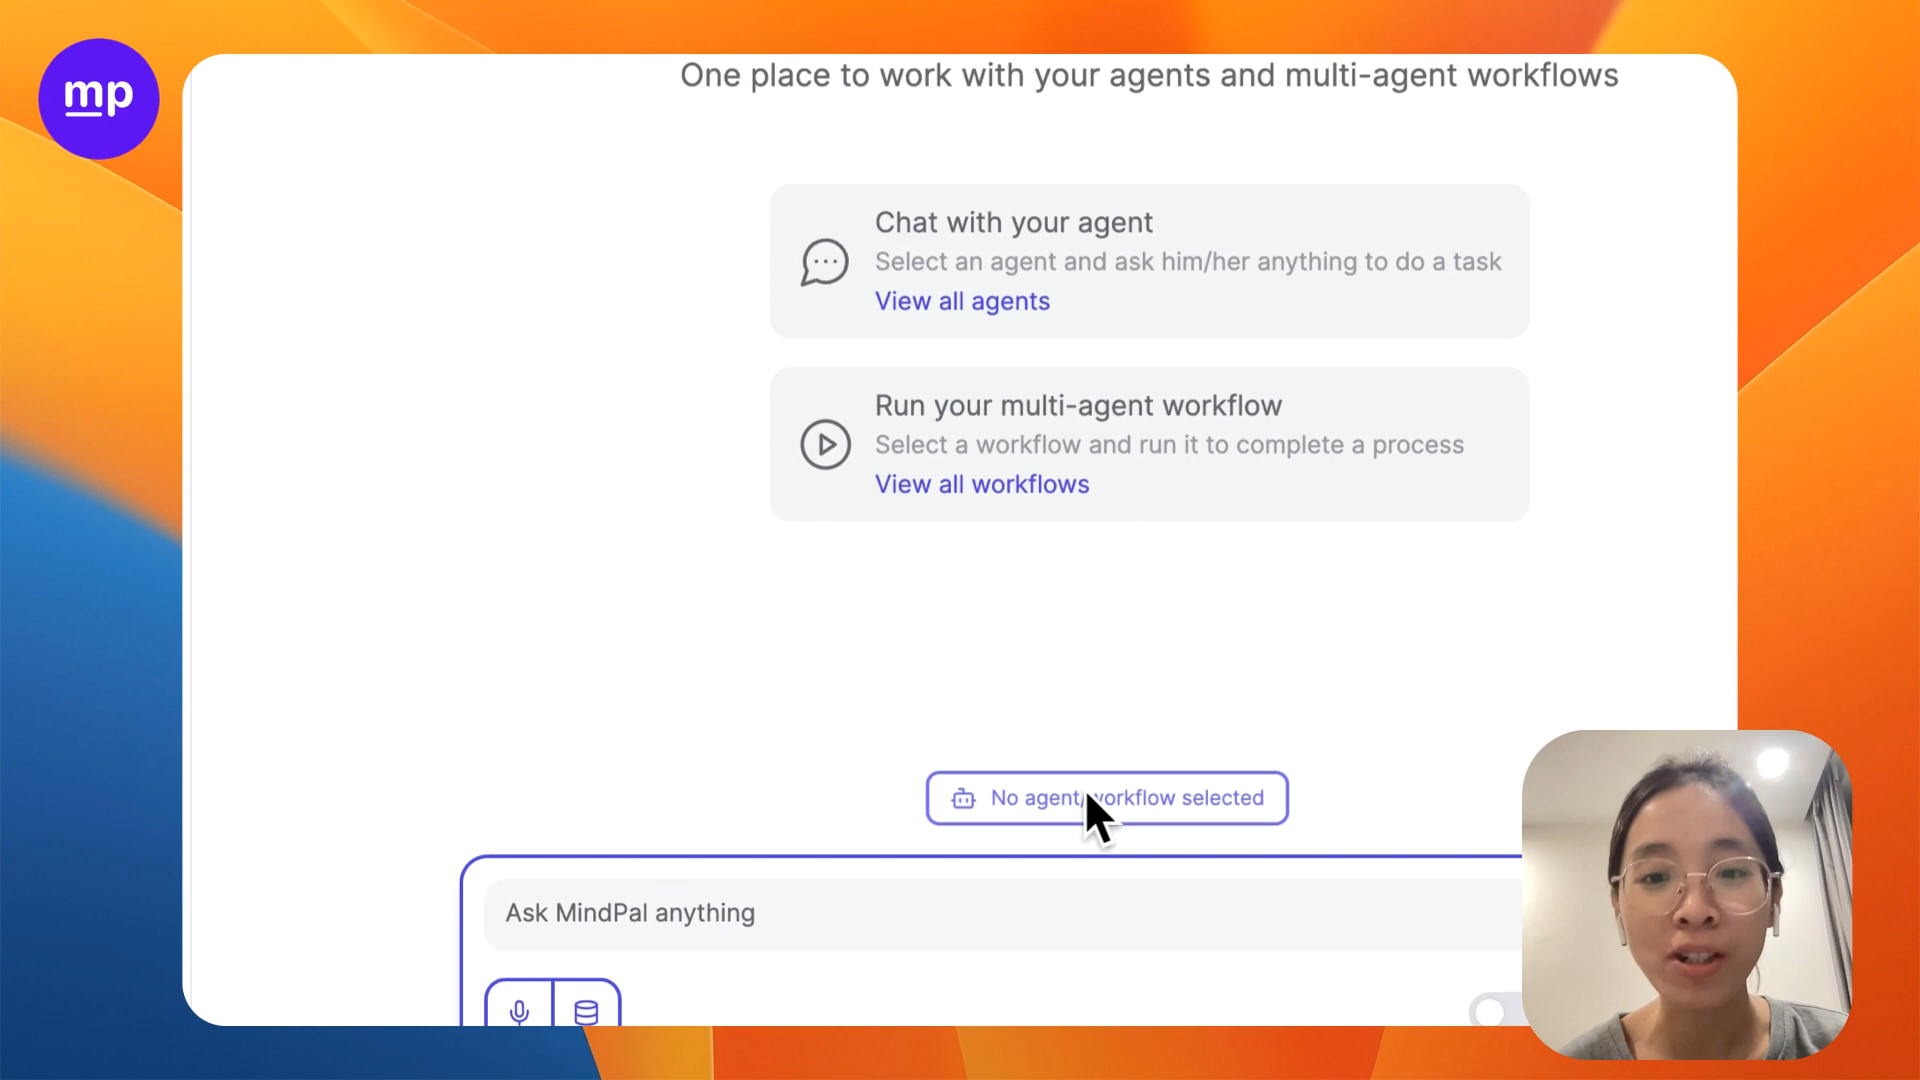 mp
One place to work with your agents and multi-agent workflows
Chat with your agent
Select an agent and ask him/her anything to do a task
View all agents
Run your multi-agent workflow
Select a workflow and run it to complete a process
View all workflows
No agent/workflow selected
Ask MindPal anything